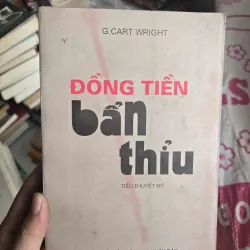 G.CART WRIGHT
ĐỒNG TIỀN
bẩn
thỉu
TIỂU THUYẾT MỸ